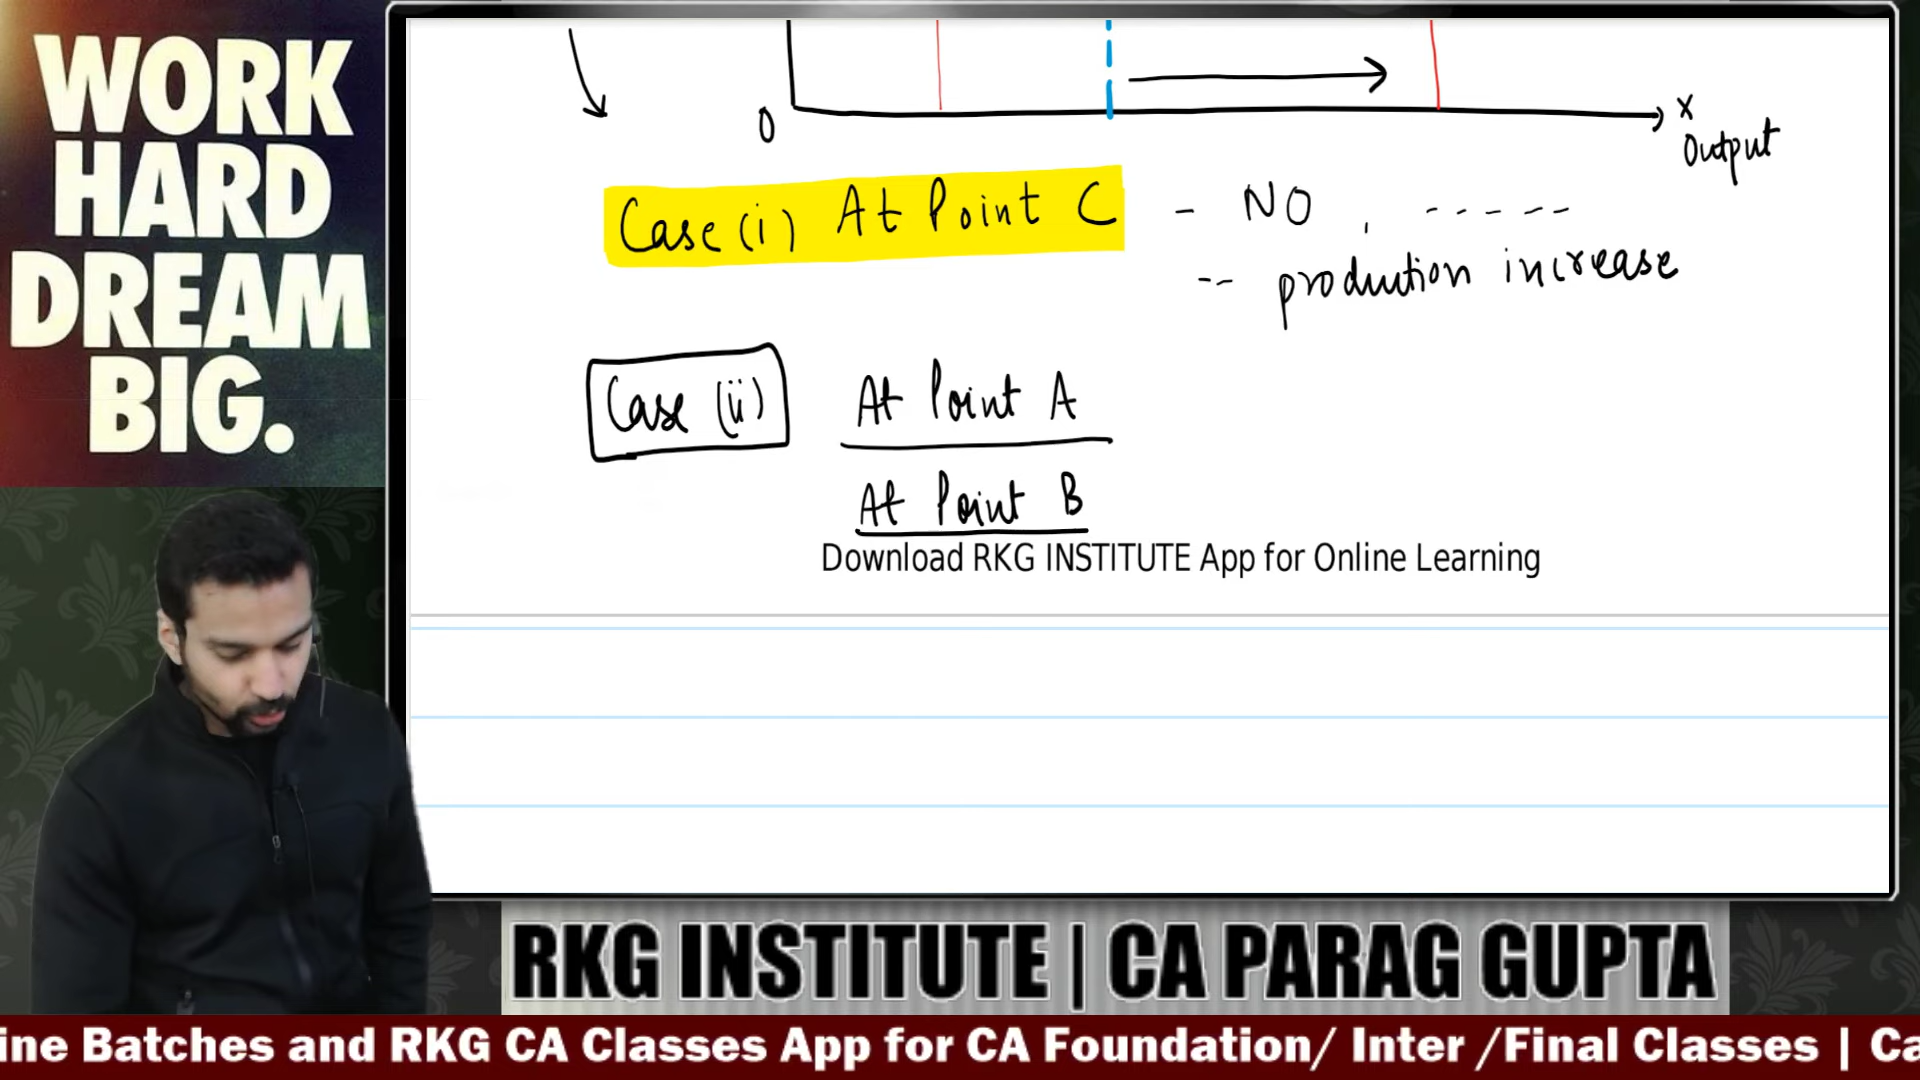 WORK
HARD
DREAM
BIG.
0
x
Output
Case (i) At Point C - NO , -----
-- prodution increase
Case (ii) At Point A
At Point B
Download RKG INSTITUTE App for Online Learning
RKG INSTITUTE | CA PARAG GUPTA
ine Batches and RKG CA Classes App for CA Foundation/ Inter /Final Classes | Ca